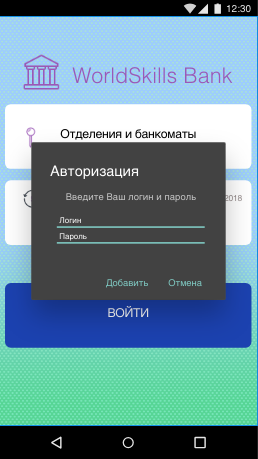 12:30
WorldSkills Bank
Отделения и банкоматы
Авторизация
Введите Ваш логин и пароль
2018
Логин
Пароль
Добавить Отмена
ВОЙТИ